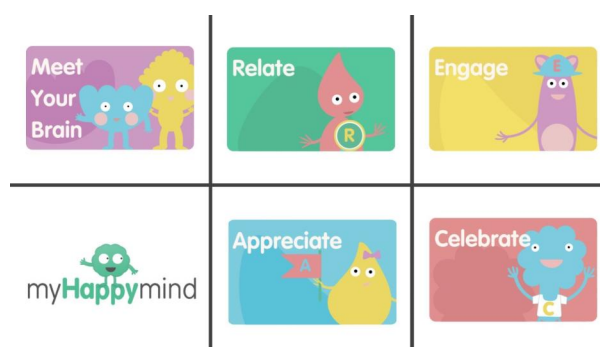 Meet
Your
Brain
Relate
R
Engage
E
myHappymind
Appreciate
A
Celebrate
C